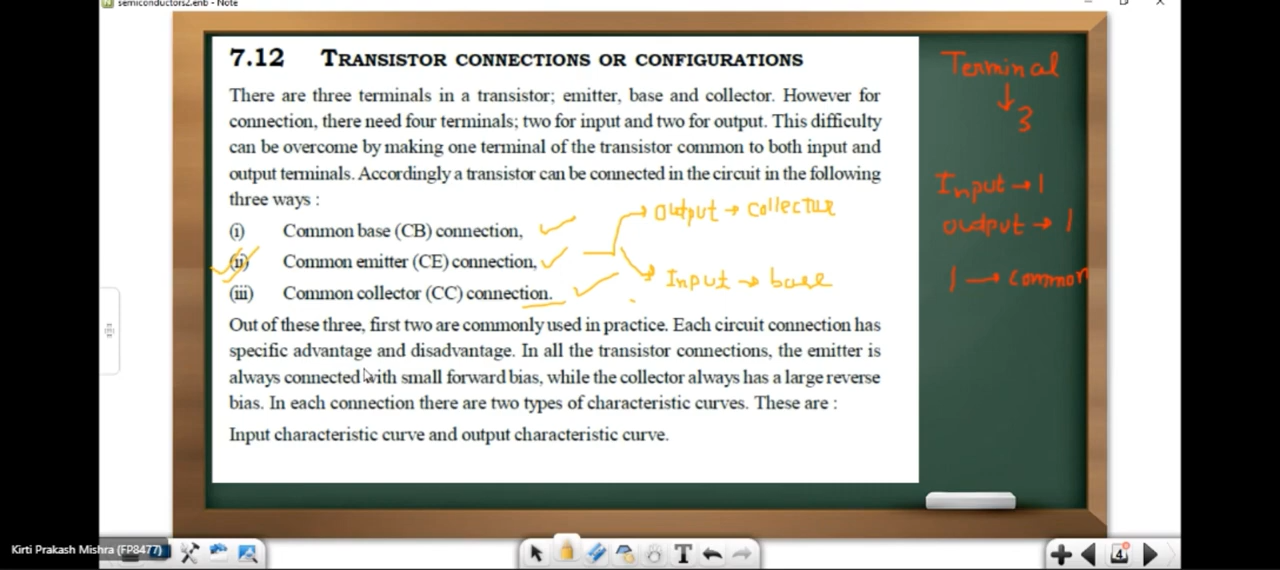 semiconductors2.enb - Note
7.12 TRANSISTOR CONNECTIONS OR CONFIGURATIONS
There are three terminals in a transistor; emitter, base and collector. However for
connection, there need four terminals; two for input and two for output. This difficulty
can be overcome by making one terminal of the transistor common to both input and
output terminals. Accordingly a transistor can be connected in the circuit in the following
three ways :
(i) Common base (CB) connection,
(ii) Common emitter (CE) connection,
(iii) Common collector (CC) connection.
Out of these three, first two are commonly used in practice. Each circuit connection has
specific advantage and disadvantage. In all the transistor connections, the emitter is
always connected with small forward bias, while the collector always has a large reverse
bias. In each connection there are two types of characteristic curves. These are :
Input characteristic curve and output characteristic curve.
output → collector
Input → base
Terminal
↓ 3
Input → 1
output → 1
1 → common
Kirti Prakash Mishra (FP8477)
T
4